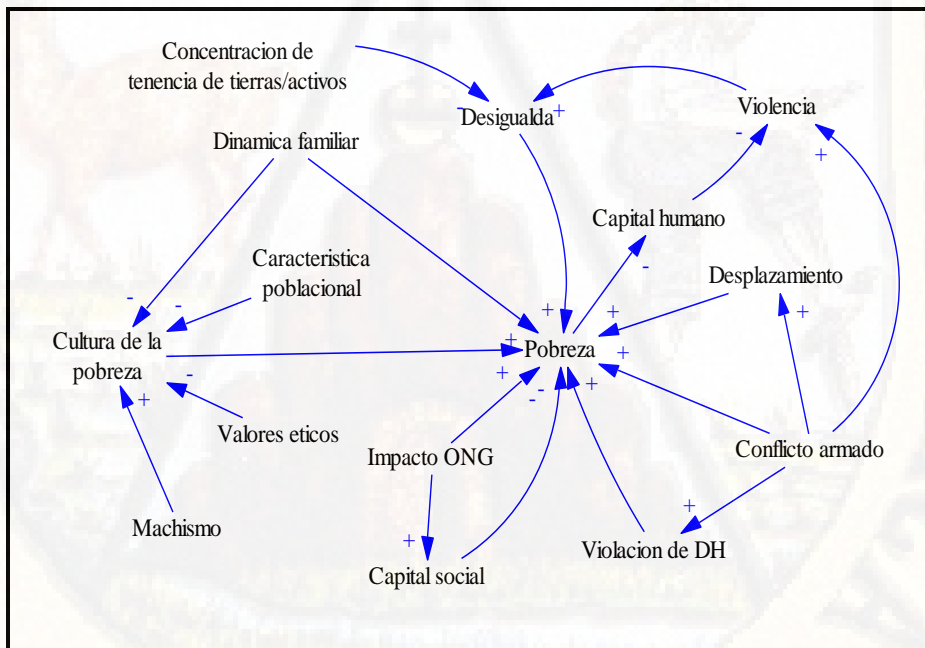 Concentracion de
tenencia de tierras/activos
Desigualda
Violencia
Dinamica familiar
Capital humano
Caracteristica
poblacional
Desplazamiento
Cultura de la
pobreza
Pobreza
Valores eticos
Impacto ONG
Conflicto armado
Machismo
Violacion de DH
Capital social
- + - + - - - + + + + + + - - + - + + +